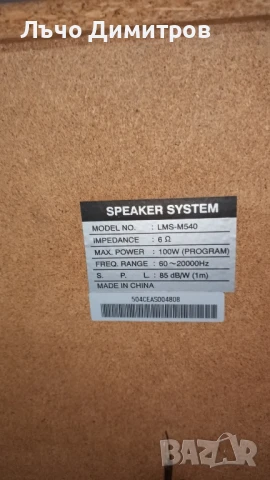 Лъчо Димитров
SPEAKER SYSTEM
MODEL NO. : LMS-M540
IMPEDANCE : 6 Ω
MAX. POWER : 100W (PROGRAM)
FREQ. RANGE : 60 ~20000Hz
S. P. L. : 85 dB/W (1m)
MADE IN CHINA
504CEAS004808
BAZAR